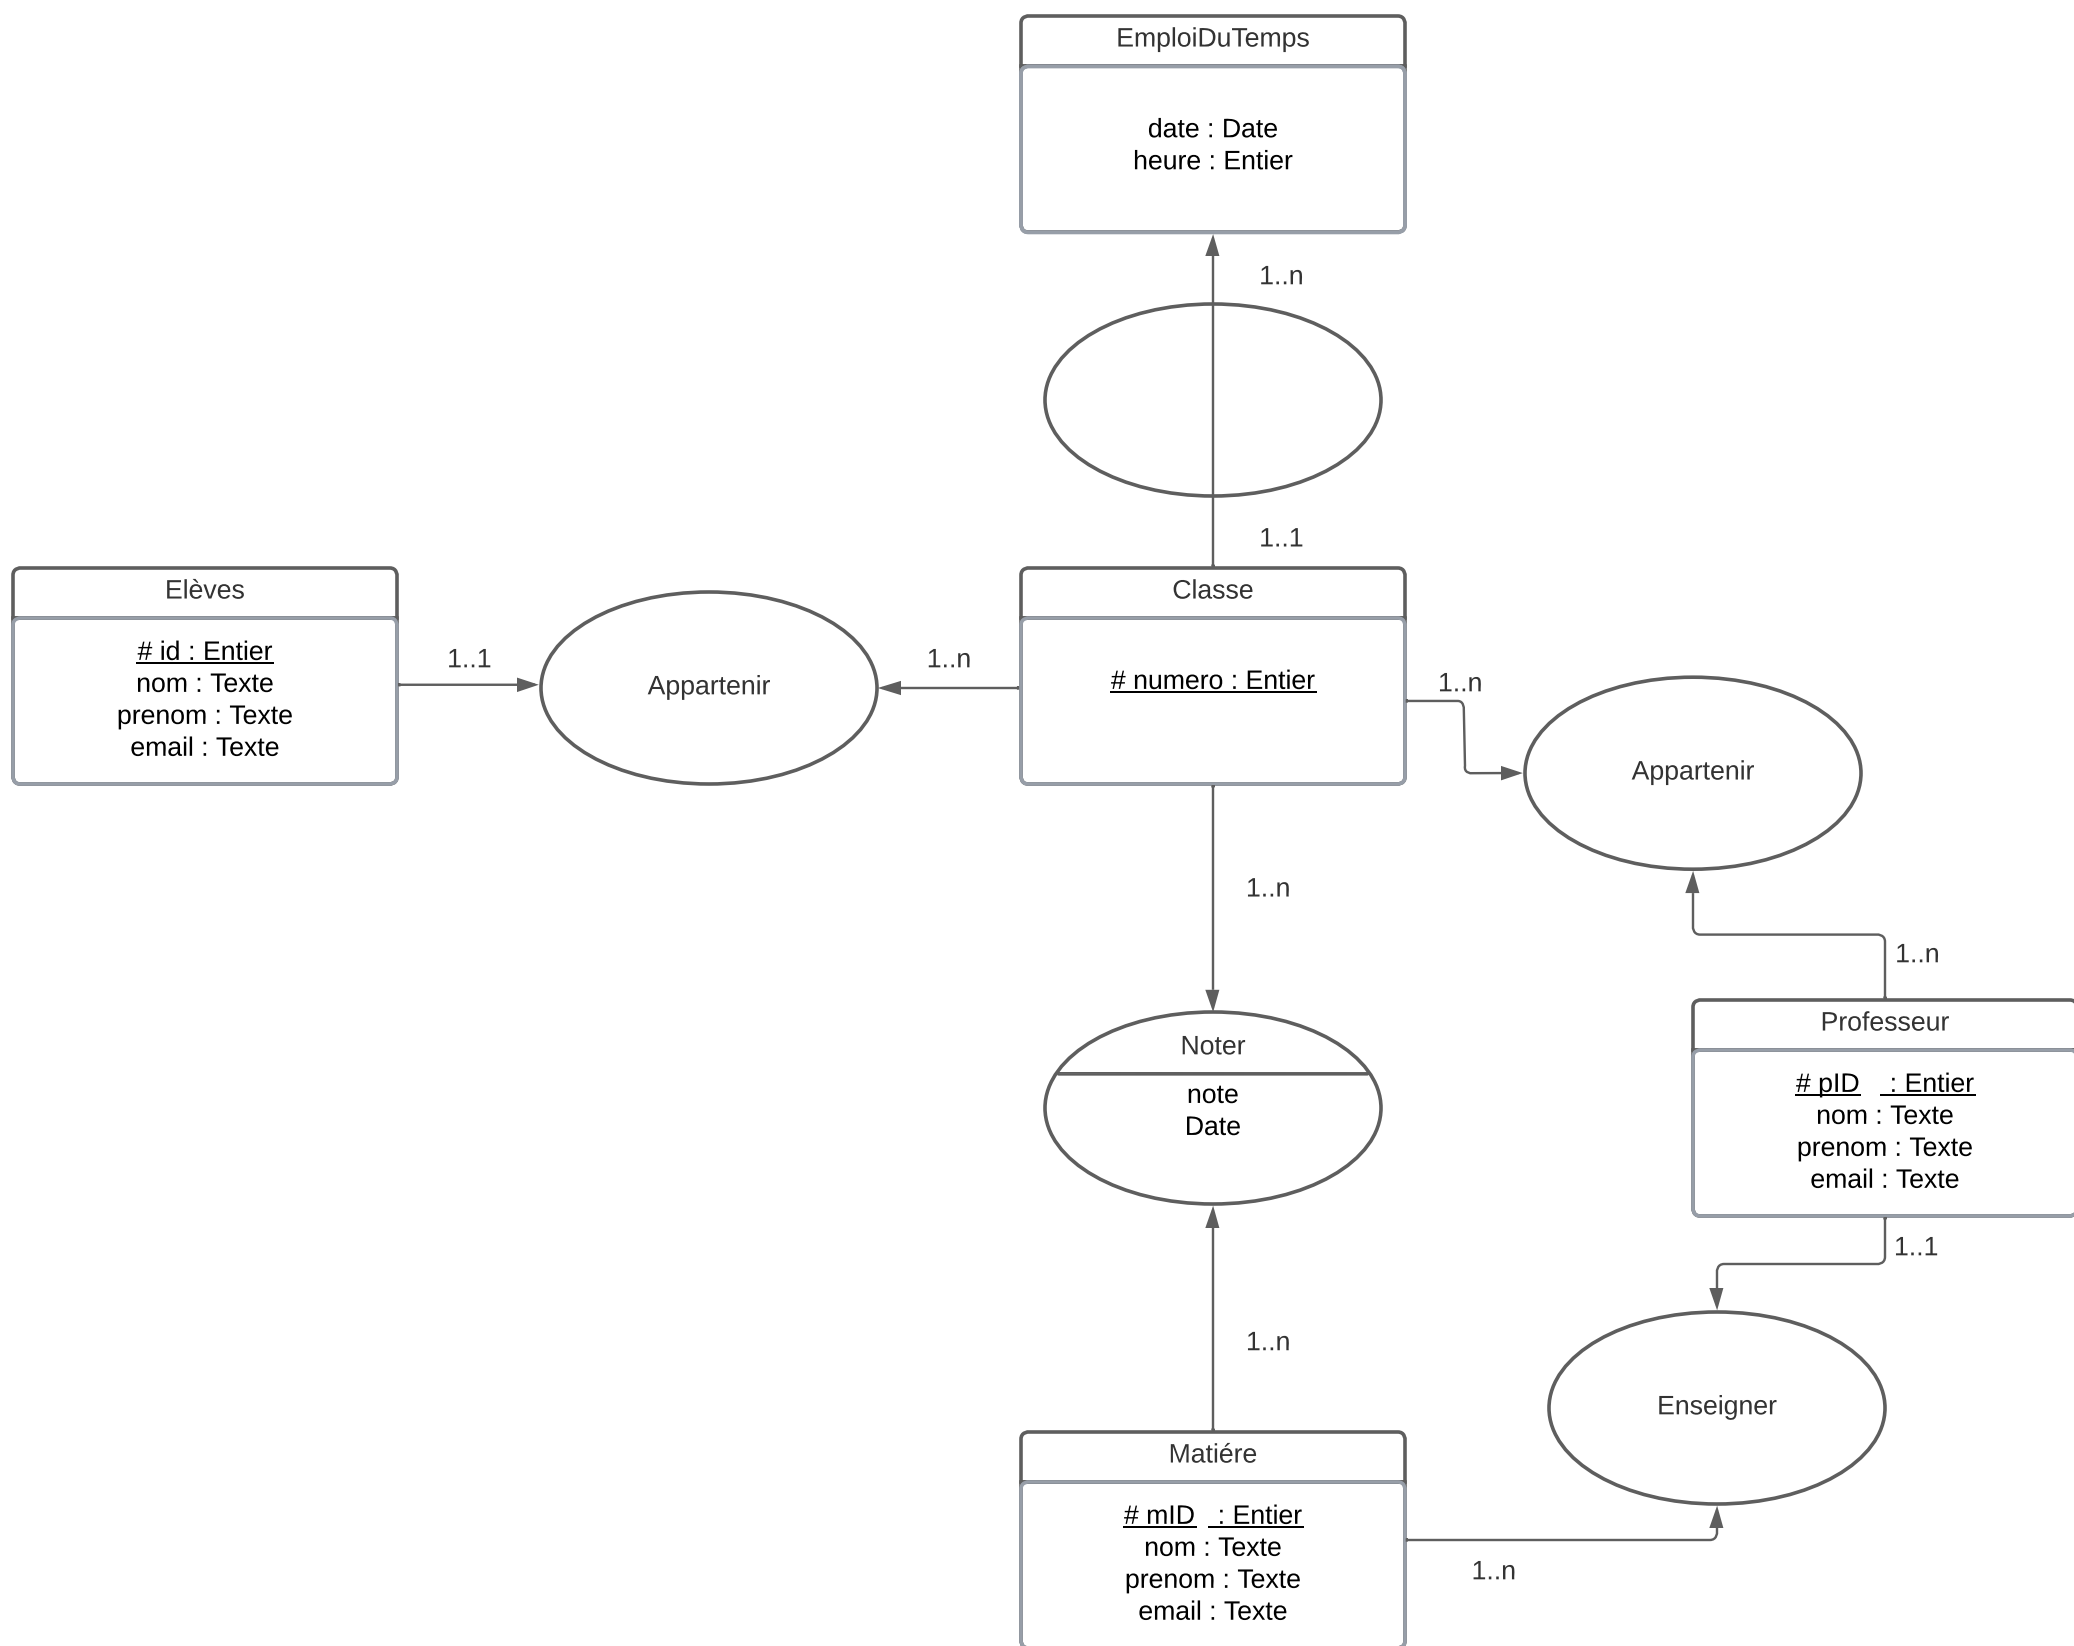 EmploiDuTemps
date : Date
heure : Entier
1..n
1..1
Elèves
# id : Entier
nom : Texte
prenom : Texte
email : Texte
1..1
Appartenir
1..n
Classe
# numero : Entier
1..n
Appartenir
1..n
1..n
Professeur
# pID : Entier
nom : Texte
prenom : Texte
email : Texte
1..1
Noter
note
Date
1..n
Enseigner
Matiére
# mID : Entier
nom : Texte
prenom : Texte
email : Texte
1..n